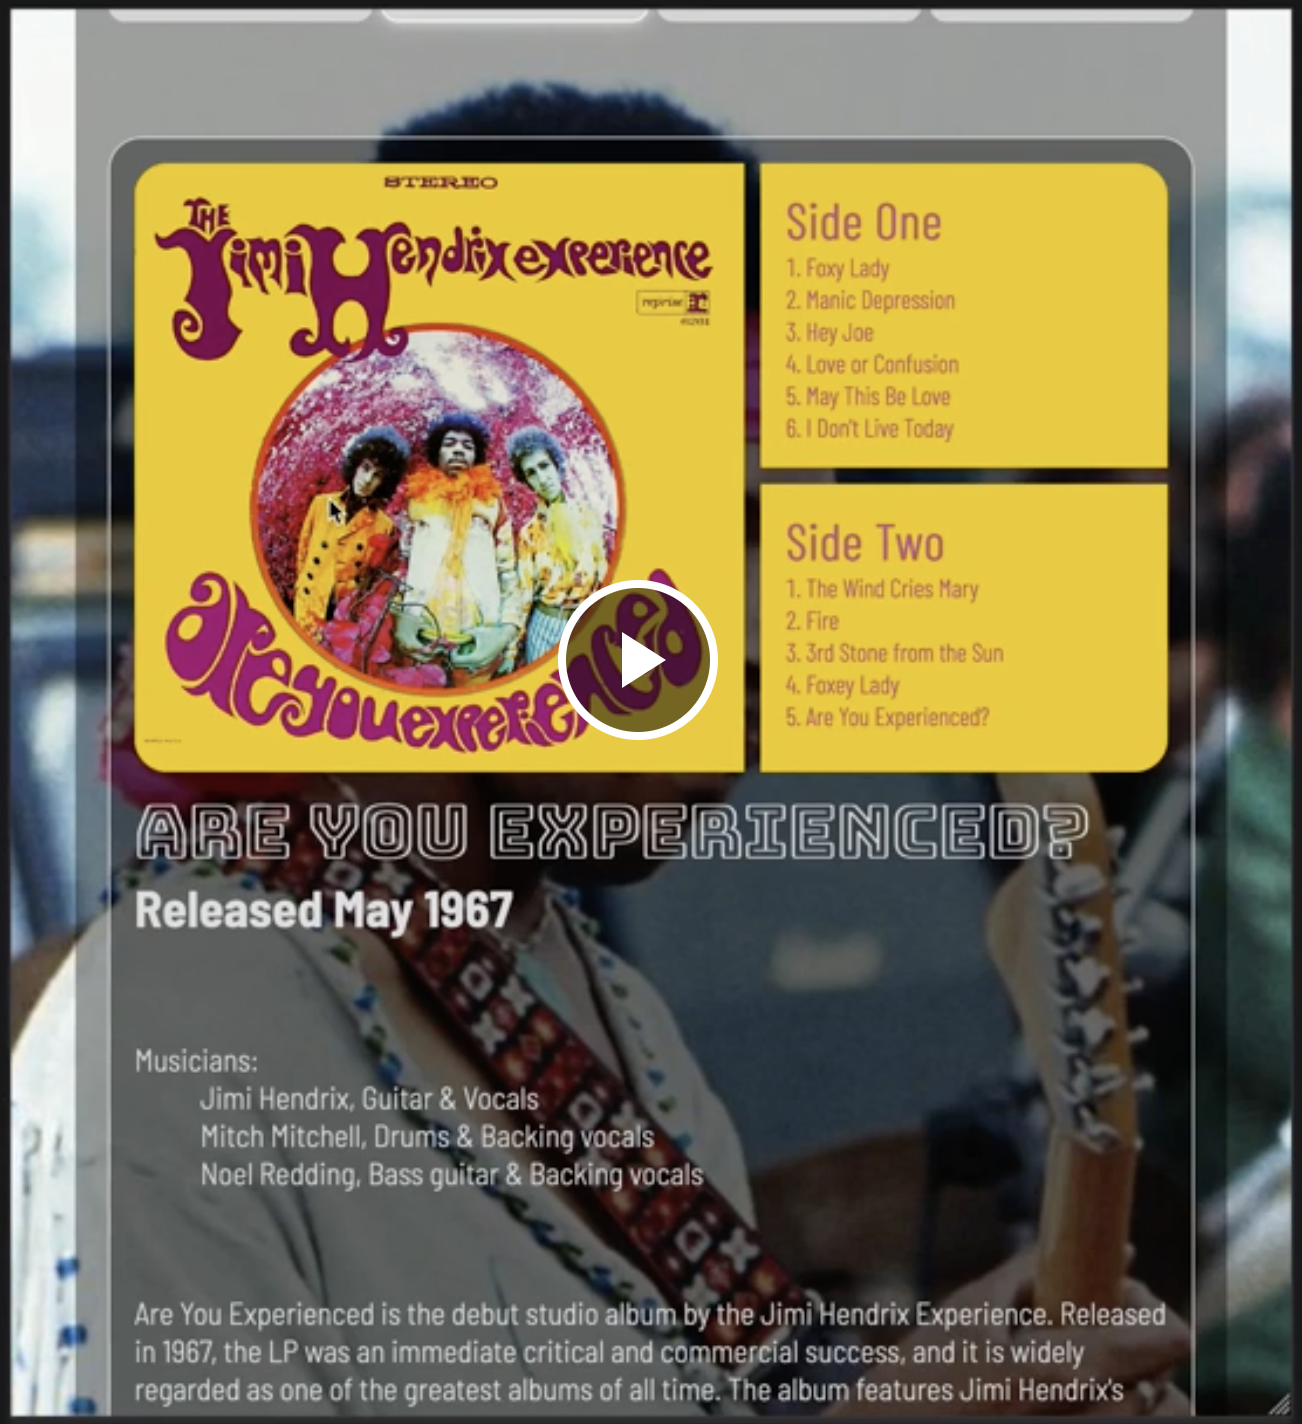 STEREO
THE
Jimi Hendrix experience
reprise r
are you experienced
Side One
1. Foxy Lady
2. Manic Depression
3. Hey Joe
4. Love or Confusion
5. May This Be Love
6. I Don't Live Today
Side Two
1. The Wind Cries Mary
2. Fire
3. 3rd Stone from the Sun
4. Foxey Lady
5. Are You Experienced?
ARE YOU EXPERIENCED?
Released May 1967
Musicians:
Jimi Hendrix, Guitar & Vocals
Mitch Mitchell, Drums & Backing vocals
Noel Redding, Bass guitar & Backing vocals
Are You Experienced is the debut studio album by the Jimi Hendrix Experience. Released
in 1967, the LP was an immediate critical and commercial success, and it is widely
regarded as one of the greatest albums of all time. The album features Jimi Hendrix's